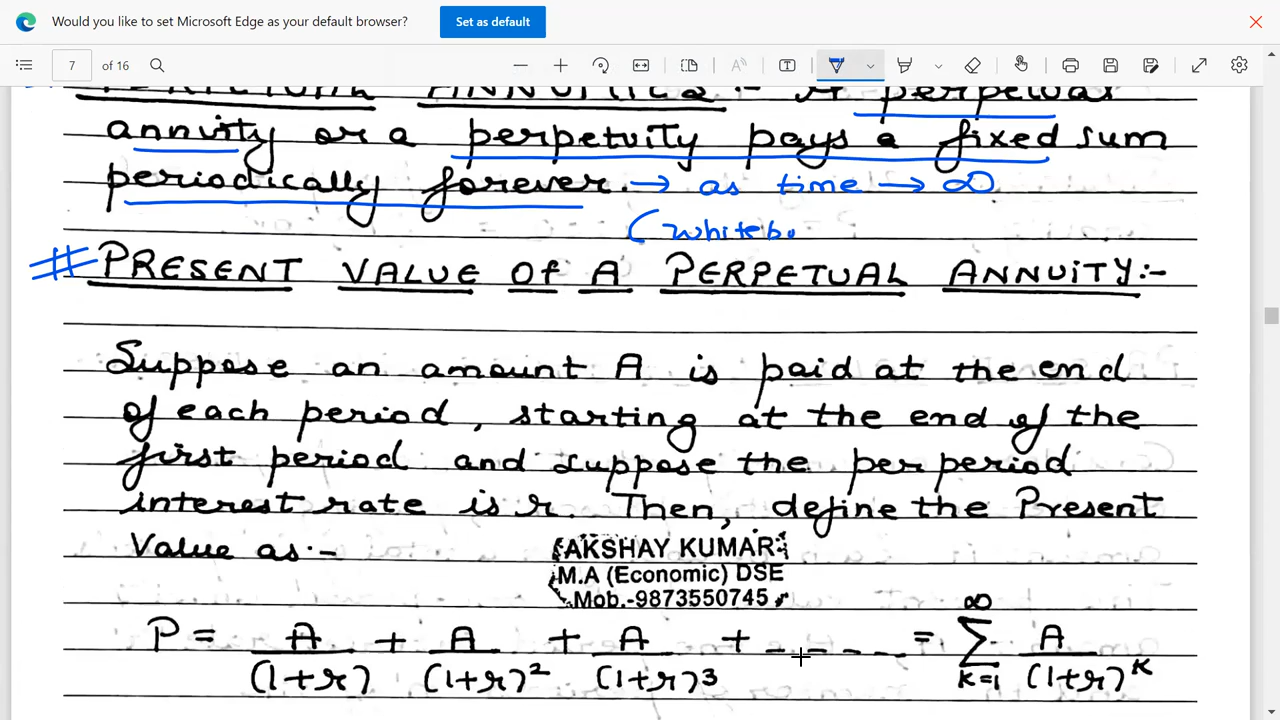 Would you like to set Microsoft Edge as your default browser?
Set as default
7 of 16
PERPETUAL ANNUITIES:- A perpetual
annuity or a perpetuity pays a fixed sum
periodically forever. → as time → ∞
(whiteb.
# PRESENT VALUE OF A PERPETUAL ANNUITY:-
Suppose an amount A is paid at the end
of each period, starting at the end of the
first period and suppose the per period
interest rate is r. Then, define the Present
Value as:-
AKSHAY KUMAR
M.A (Economic) DSE
Mob.-9873550745
P = A/(1+r) + A/(1+r)² + A/(1+r)³ + - - - - - = ∞ Σ k=1 A/(1+r)^k